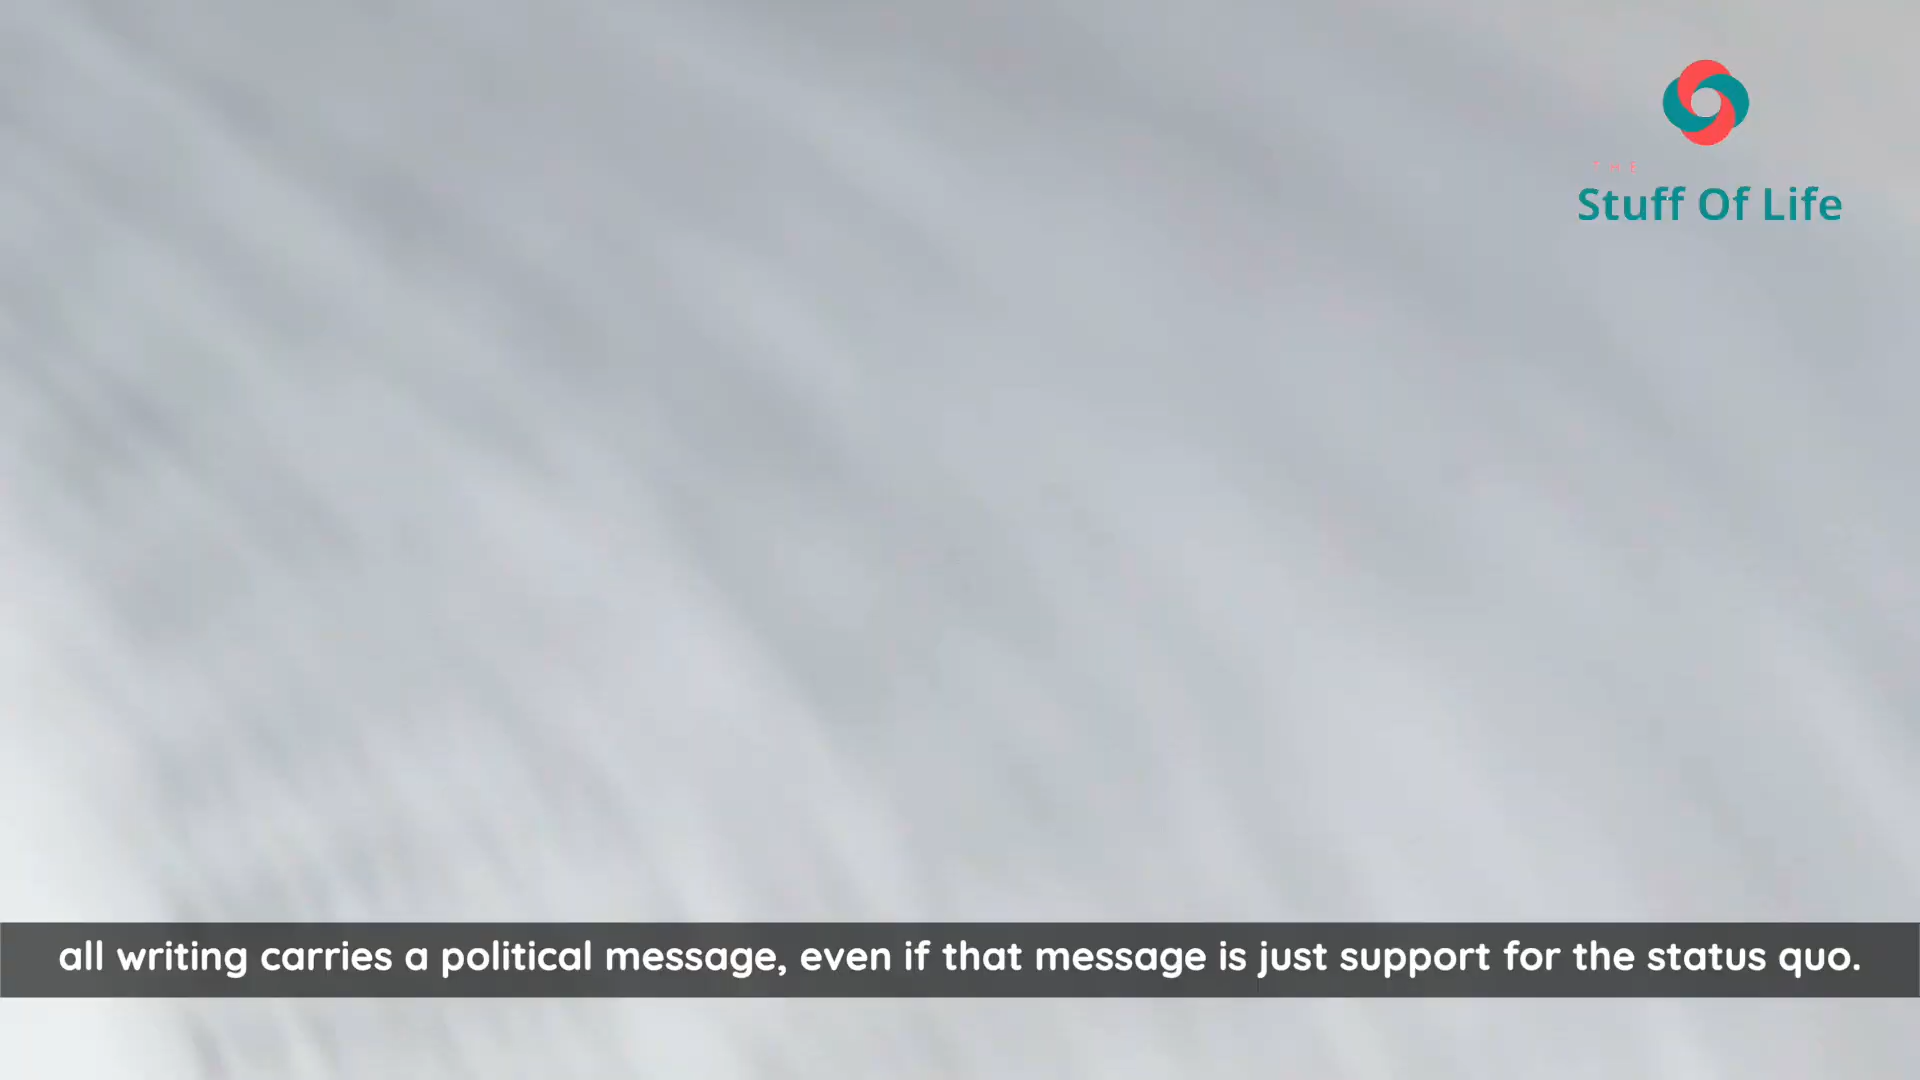 THE
Stuff Of Life
all writing carries a political message, even if that message is just support for the status quo.